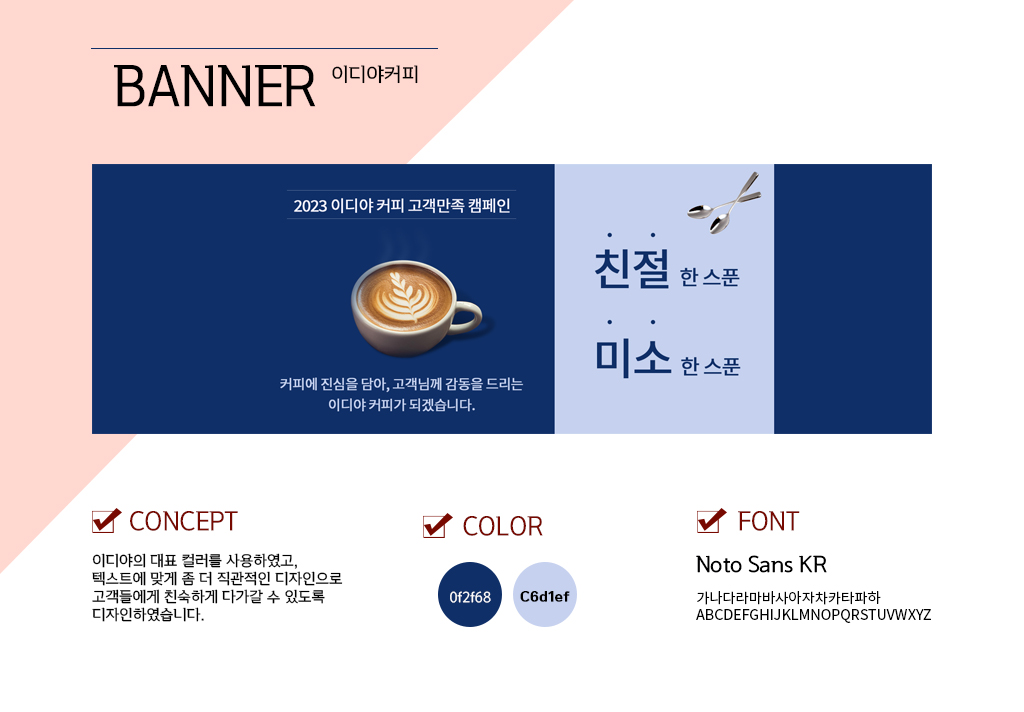 BANNER 이디야커피
2023 이디야 커피 고객만족 캠페인
커피에 진심을 담아, 고객님께 감동을 드리는
이디야 커피가 되겠습니다.
친절 한 스푼
미소 한 스푼
CONCEPT
이디야의 대표 컬러를 사용하였고,
텍스트에 맞게 좀 더 직관적인 디자인으로
고객들에게 친숙하게 다가갈 수 있도록
디자인하였습니다.
COLOR
0f2f68
C6d1ef
FONT
Noto Sans KR
가나다라마바사아자차카타파하
ABCDEFGHIJKLMNOPQRSTUVWXYZ